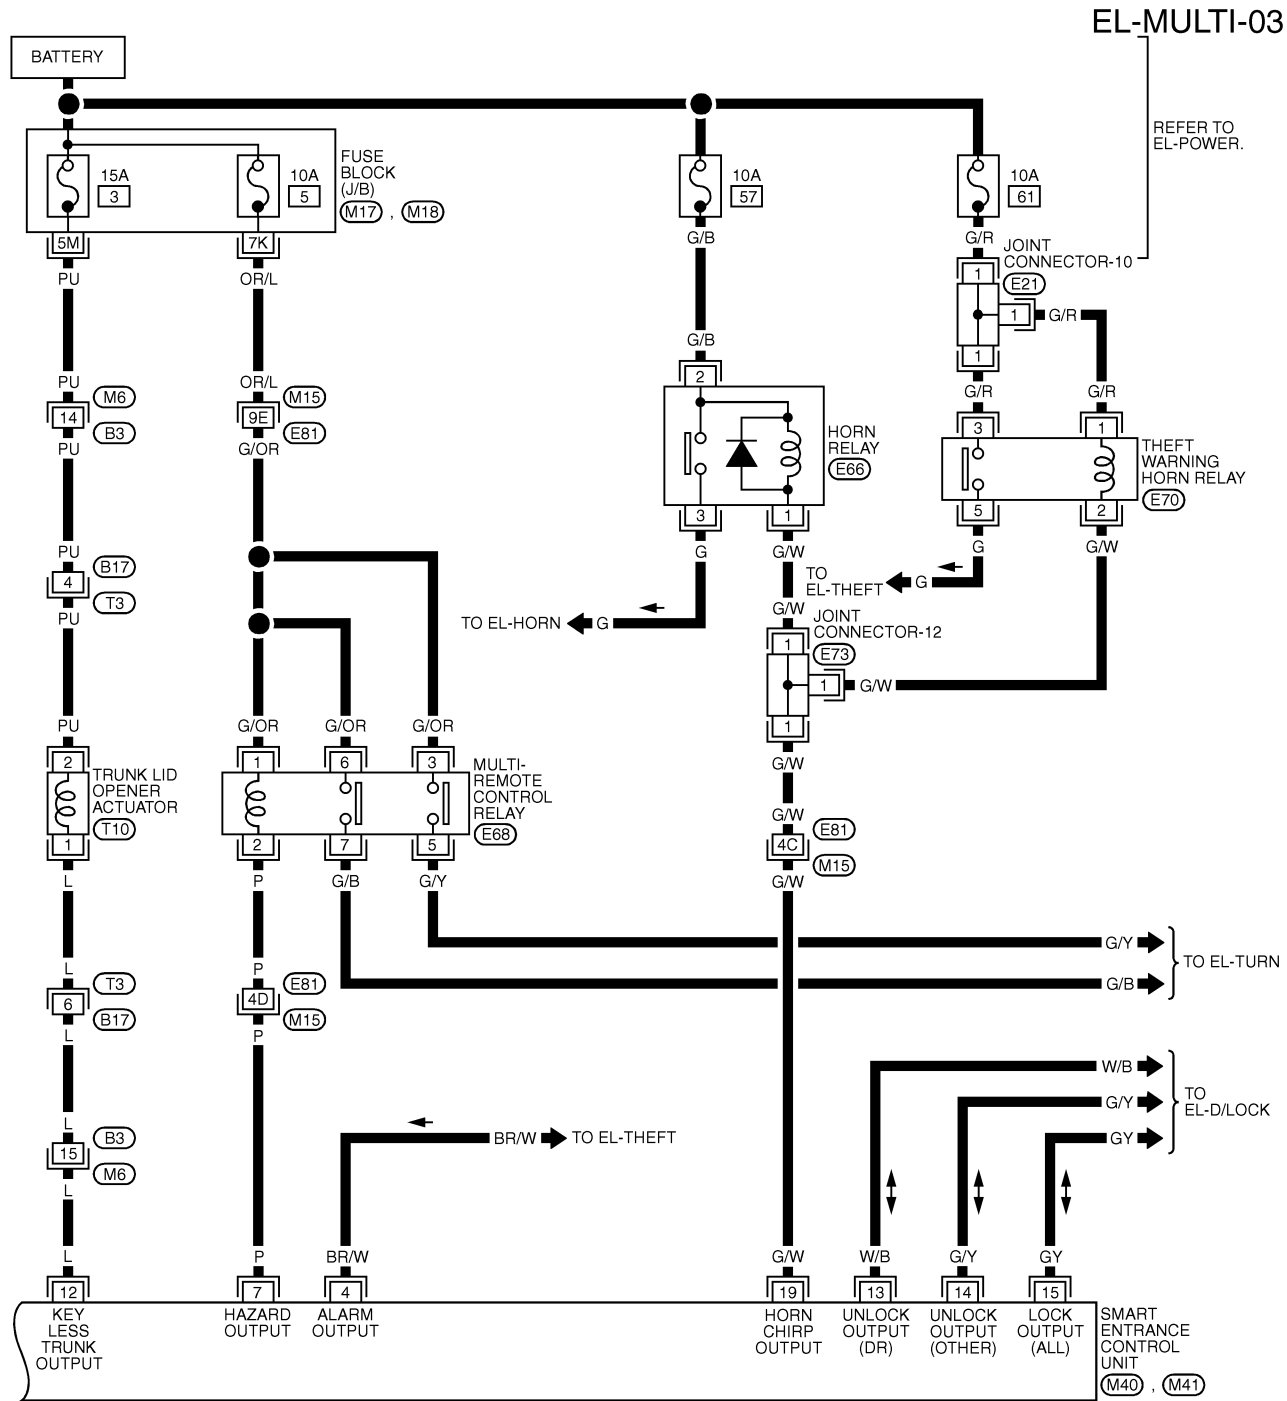 EL-MULTI-03
BATTERY
REFER TO
EL-POWER.
15A
3
10A
5
FUSE
BLOCK
(J/B)
M17 , M18
10A
57
10A
61
5M
7K
G/B
G/R
JOINT
CONNECTOR-10
E21
PU
OR/L
1
1
G/R
1
G/B
PU
OR/L
2
G/R
G/R
M6
M15
14
9E
B3
E81
3
1
PU
G/OR
HORN
RELAY
E66
THEFT
WARNING
HORN RELAY
E70
3
1
5
2
G
G/W
G
G/W
PU
B17
4
T3
PU
TO
EL-THEFT
G
G/W
TO EL-HORN
G
JOINT
CONNECTOR-12
E73
1
1
G/W
1
PU
G/OR
G/OR
G/OR
2
1
6
3
G/W
TRUNK LID
OPENER
ACTUATOR
T10
MULTI-
REMOTE
CONTROL
RELAY
E68
G/W
E81
4C
M15
1
2
7
5
L
P
G/B
G/Y
G/W
G/Y
G/B
TO EL-TURN
L
P
T3
E81
6
4D
B17
M15
L
P
W/B
G/Y
GY
TO
EL-D/LOCK
L
B3
15
M6
L
BR/W
TO EL-THEFT
L
P
BR/W
G/W
W/B
G/Y
GY
12
7
4
19
13
14
15
KEY
LESS
TRUNK
OUTPUT
HAZARD
OUTPUT
ALARM
OUTPUT
HORN
CHIRP
OUTPUT
UNLOCK
OUTPUT
(DR)
UNLOCK
OUTPUT
(OTHER)
LOCK
OUTPUT
(ALL)
SMART
ENTRANCE
CONTROL
UNIT
M40 , M41